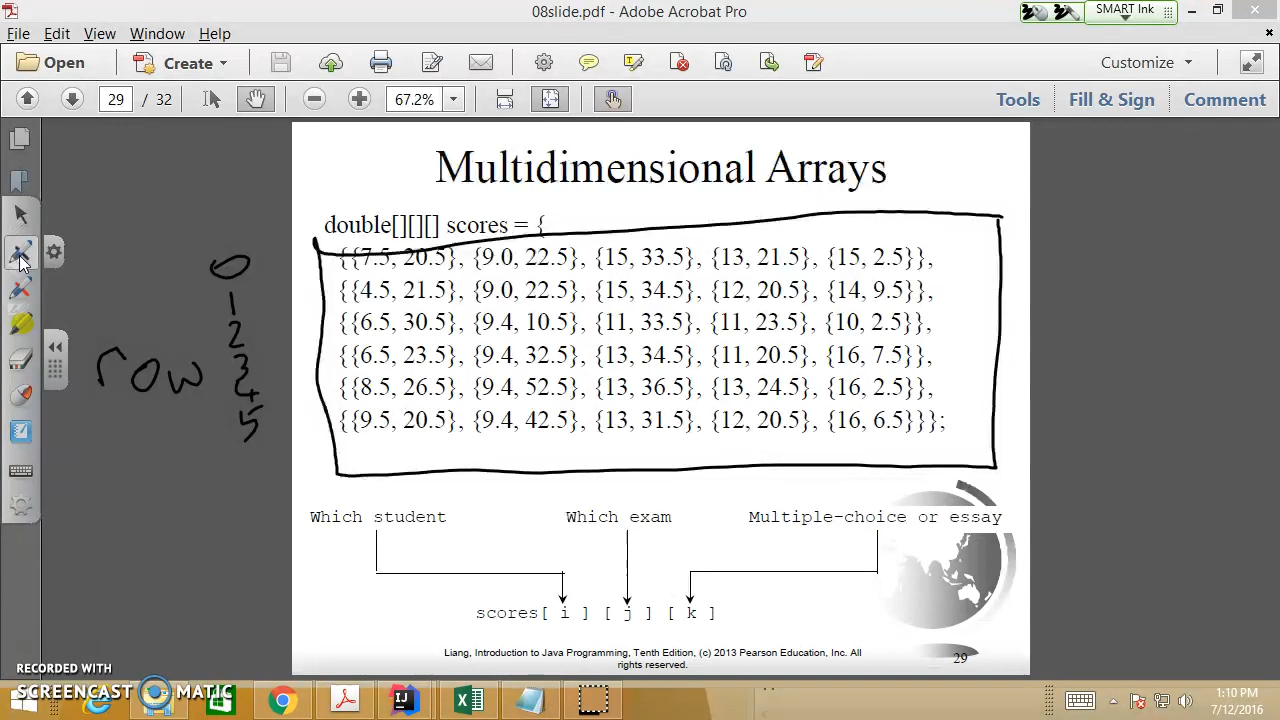 08slide.pdf - Adobe Acrobat Pro
SMART Ink
File Edit View Window Help
Open Create Customize
29 / 32 67.2% Tools Fill & Sign Comment
Multidimensional Arrays
double[][][] scores = {
{{7.5, 20.5}, {9.0, 22.5}, {15, 33.5}, {13, 21.5}, {15, 2.5}},
{{4.5, 21.5}, {9.0, 22.5}, {15, 34.5}, {12, 20.5}, {14, 9.5}},
{{6.5, 30.5}, {9.4, 10.5}, {11, 33.5}, {11, 23.5}, {10, 2.5}},
{{6.5, 23.5}, {9.4, 32.5}, {13, 34.5}, {11, 20.5}, {16, 7.5}},
{{8.5, 26.5}, {9.4, 52.5}, {13, 36.5}, {13, 24.5}, {16, 2.5}},
{{9.5, 20.5}, {9.4, 42.5}, {13, 31.5}, {12, 20.5}, {16, 6.5}}};
0
1
2
row 3
4
5
Which student Which exam Multiple-choice or essay
scores[ i ] [ j ] [ k ]
Liang, Introduction to Java Programming, Tenth Edition, (c) 2013 Pearson Education, Inc. All
rights reserved.
29
RECORDED WITH
SCREENCAST MATIC
1:10 PM
7/12/2016